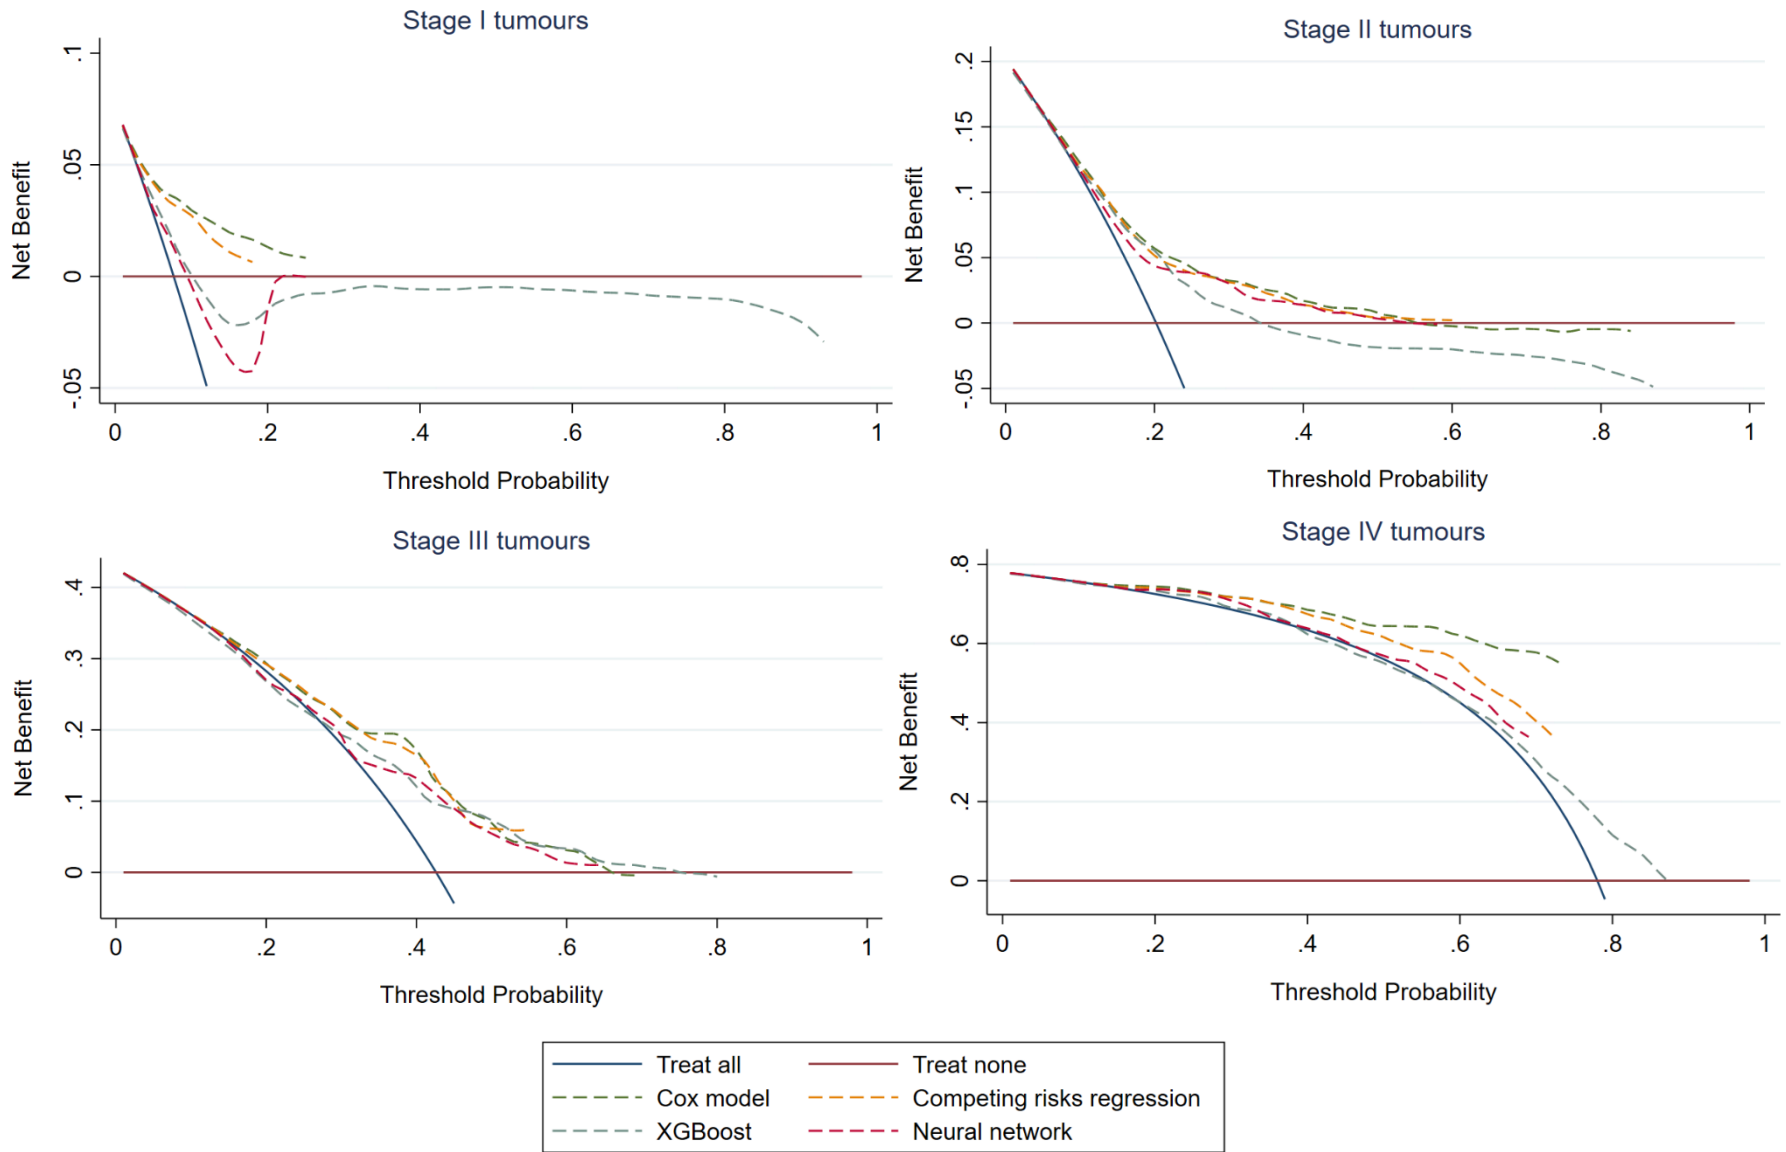 Stage I tumours
.1
.05
0
-.05
Net Benefit
0 .2 .4 .6 .8 1
Threshold Probability
Stage II tumours
.2
.15
.1
.05
0
-.05
Net Benefit
0 .2 .4 .6 .8 1
Threshold Probability
Stage III tumours
.4
.3
.2
.1
0
Net Benefit
0 .2 .4 .6 .8 1
Threshold Probability
Stage IV tumours
.8
.6
.4
.2
0
Net Benefit
0 .2 .4 .6 .8 1
Threshold Probability
Treat all Treat none
Cox model Competing risks regression
XGBoost Neural network